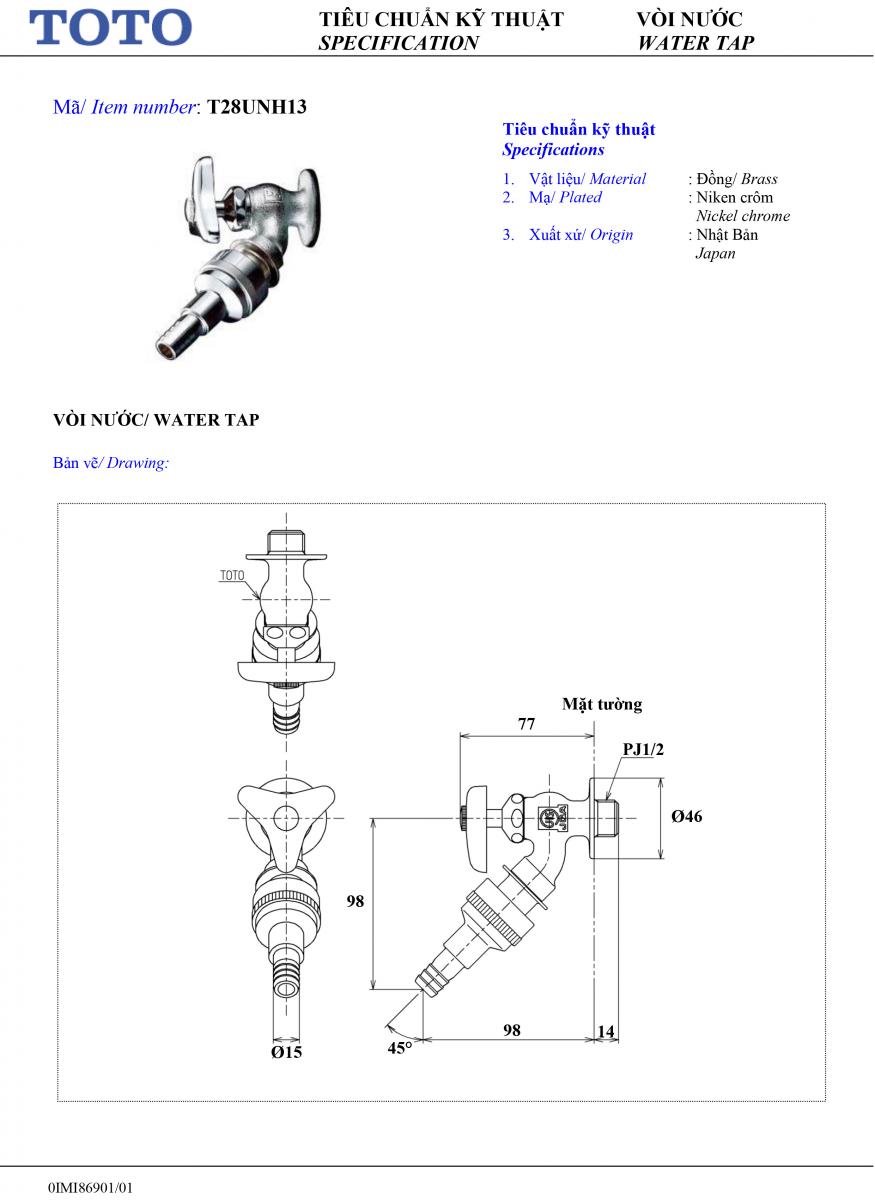 TOTO
TIÊU CHUẨN KỸ THUẬT
SPECIFICATION
VÒI NƯỚC
WATER TAP
Mã/ Item number: T28UNH13
Tiêu chuẩn kỹ thuật
Specifications
1. Vật liệu/ Material : Đồng/ Brass
2. Mạ/ Plated : Niken crôm
Nickel chrome
3. Xuất xứ/ Origin : Nhật Bản
Japan
VÒI NƯỚC/ WATER TAP
Bản vẽ/ Drawing:
TOTO
Mặt tường
77
PJ1/2
Ø46
98
98
14
45°
Ø15
0IMI86901/01